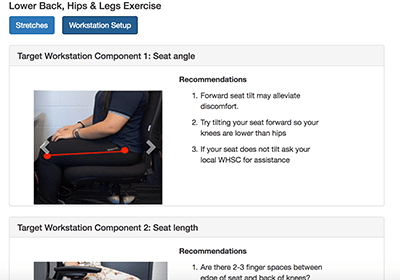 Lower Back, Hips & Legs Exercise
Stretches
Workstation Setup
Target Workstation Component 1: Seat angle
Recommendations
1. Forward seat tilt may alleviate
discomfort.
2. Try tilting your seat forward so your
knees are lower than hips
3. If your seat does not tilt ask your
local WHSC for assistance
Target Workstation Component 2: Seat length
Recommendations
1. Are there 2-3 finger spaces between
edge of seat and back of knees?